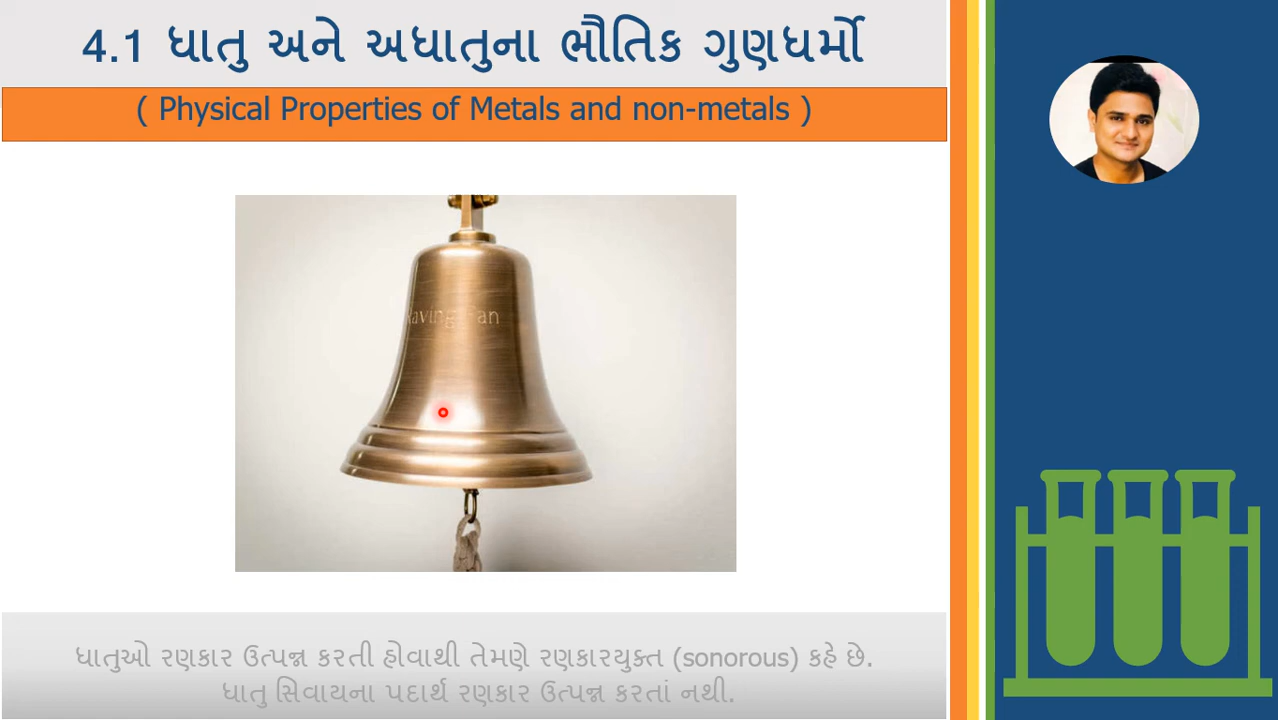 4.1 ધાતુ અને અધાતુના ભૌતિક ગુણધર્મો
( Physical Properties of Metals and non-metals )
ધાતુઓ રણકાર ઉત્પન્ન કરતી હોવાથી તેમણે રણકારયુક્ત (sonorous) કહે છે.
ધાતુ સિવાયના પદાર્થ રણકાર ઉત્પન્ન કરતાં નથી.